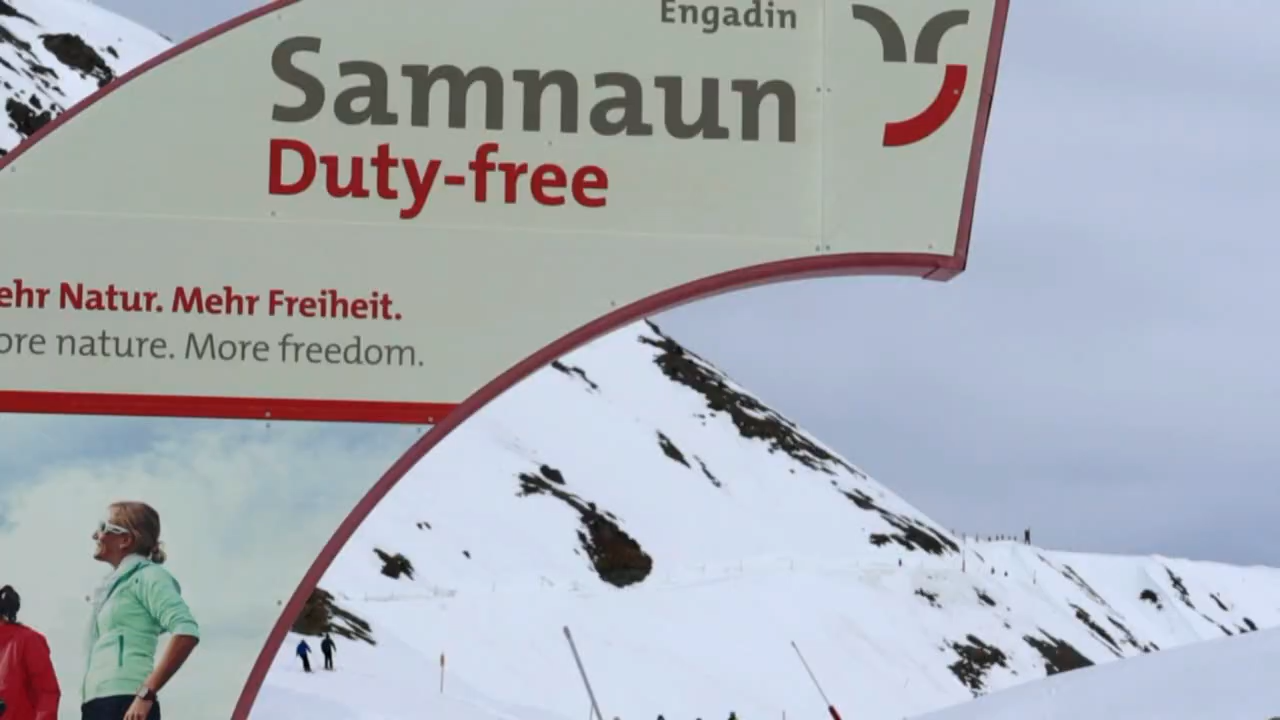 Engadin
Samnaun
Duty-free
ehr Natur. Mehr Freiheit.
ore nature. More freedom.